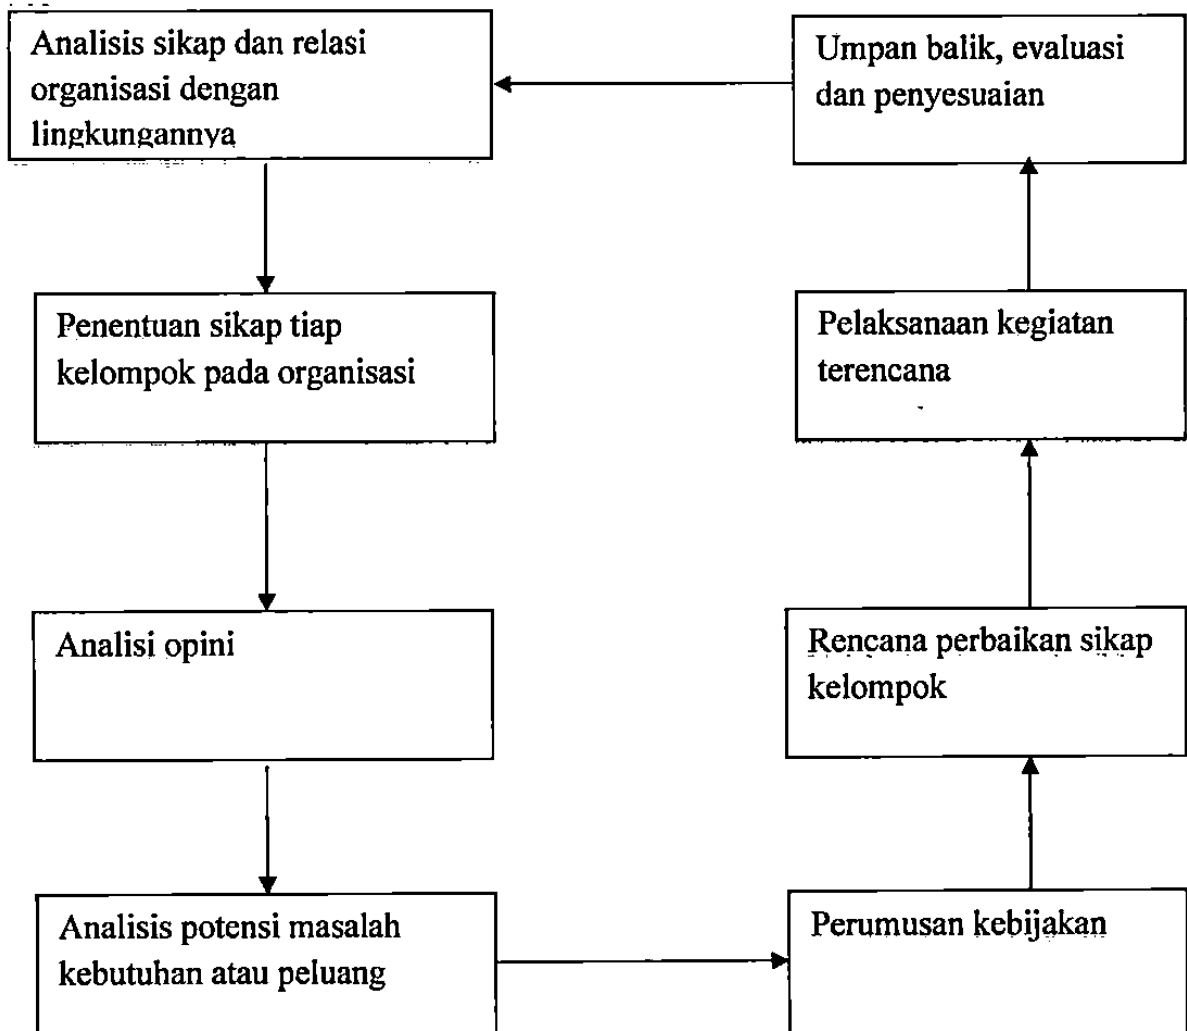 Analisis sikap dan relasi
organisasi dengan
lingkungannya
Umpan balik, evaluasi
dan penyesuaian
Penentuan sikap tiap
kelompok pada organisasi
Pelaksanaan kegiatan
terencana
Analisi opini
Rencana perbaikan sikap
kelompok
Analisis potensi masalah
kebutuhan atau peluang
Perumusan kebijakan